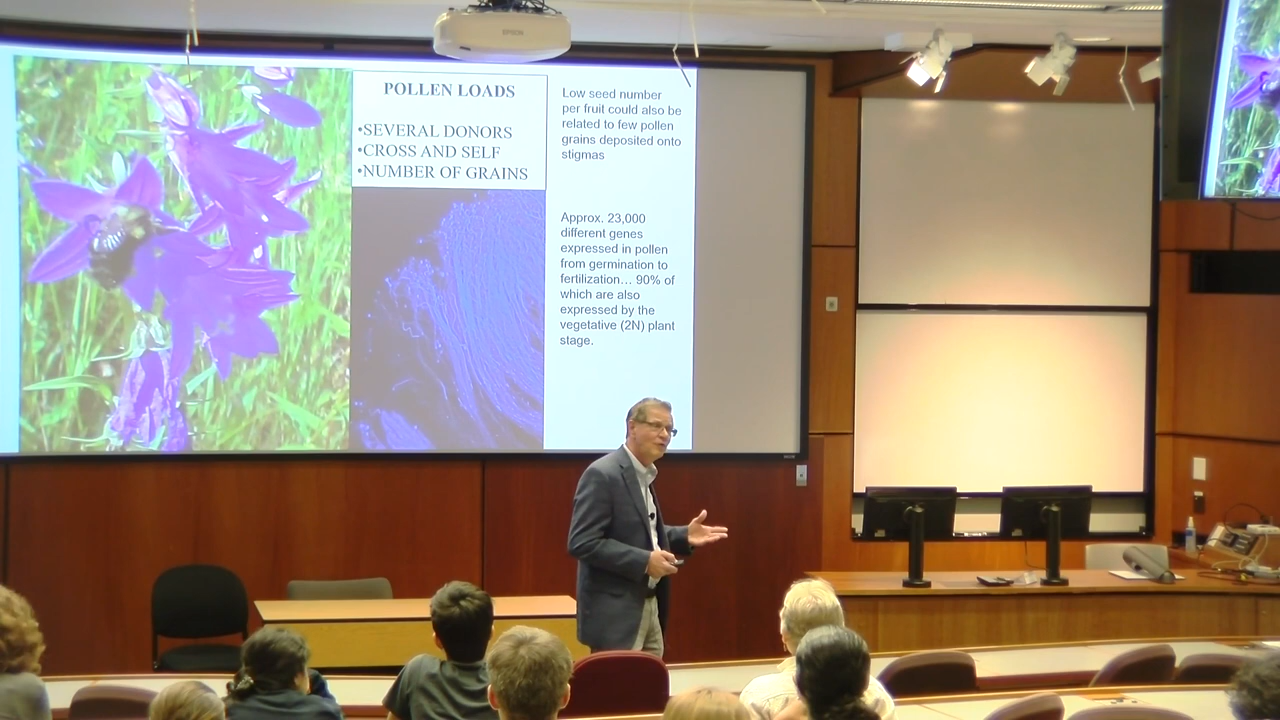 EPSON
POLLEN LOADS
•SEVERAL DONORS
•CROSS AND SELF
•NUMBER OF GRAINS
Low seed number
per fruit could also be
related to few pollen
grains deposited onto
stigmas
Approx. 23,000
different genes
expressed in pollen
from germination to
fertilization… 90% of
which are also
expressed by the
vegetative (2N) plant
stage.